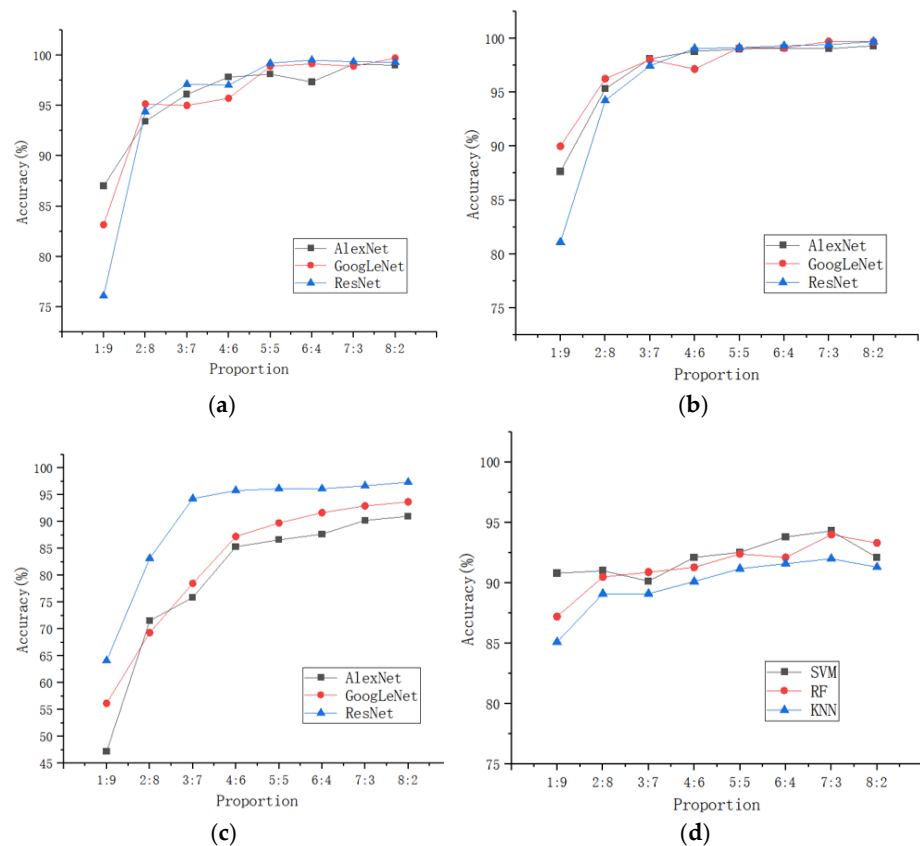 100
95
90
85
80
75
Accuracy(%)
AlexNet
GoogLeNet
ResNet
1:9 2:8 3:7 4:6 5:5 6:4 7:3 8:2
Proportion
(a)
100
95
90
85
80
75
Accuracy(%)
AlexNet
GoogLeNet
ResNet
1:9 2:8 3:7 4:6 5:5 6:4 7:3 8:2
Proportion
(b)
100
95
90
85
80
75
70
65
60
55
50
45
Accuracy(%)
AlexNet
GoogLeNet
ResNet
1:9 2:8 3:7 4:6 5:5 6:4 7:3 8:2
Proportion
(c)
100
95
90
85
80
75
Accuracy(%)
SVM
RF
KNN
1:9 2:8 3:7 4:6 5:5 6:4 7:3 8:2
Proportion
(d)